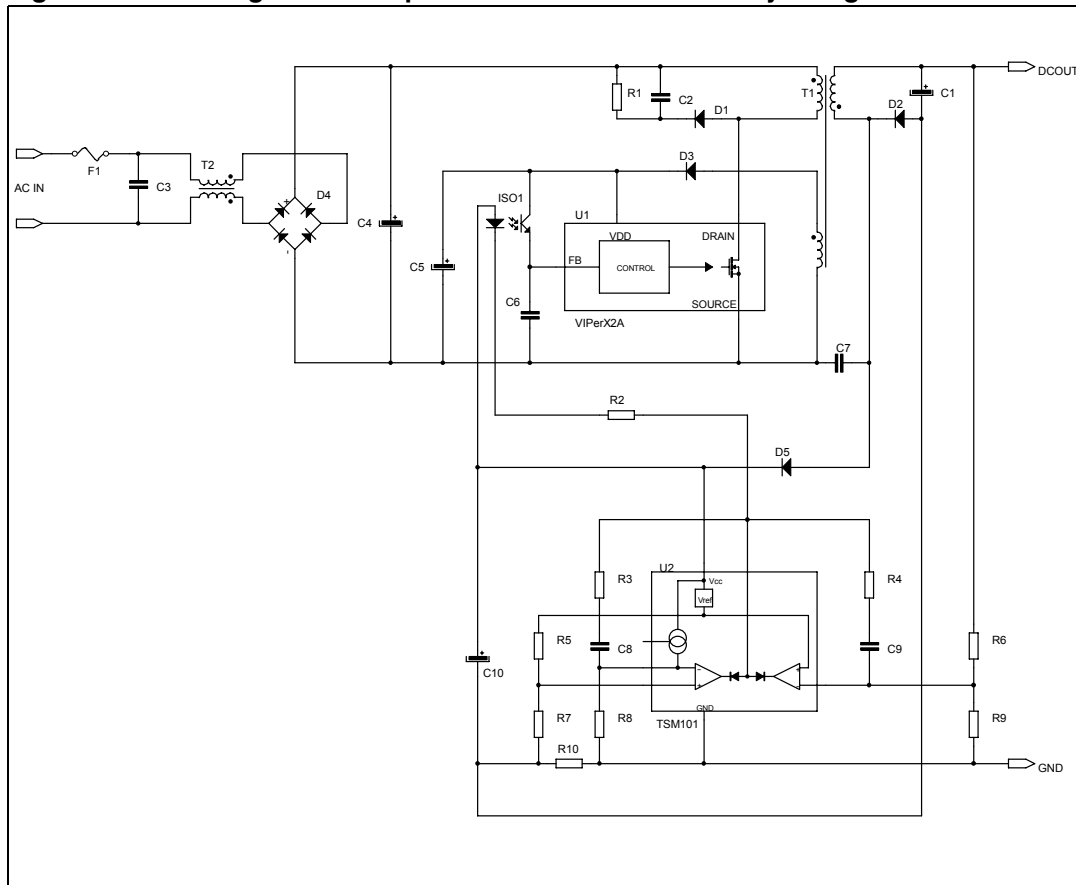 R1
C2
D1
T1
D2
C1
DCOUT
F1
C3
AC IN
T2
D4
C4
C5
ISO1
D3
U1
VDD
DRAIN
FB
CONTROL
SOURCE
C6
VIPerX2A
C7
R2
D5
U2
Vcc
Vref
R3
R4
R5
C8
C9
R6
C10
R7
R8
GND
TSM101
R9
R10
GND